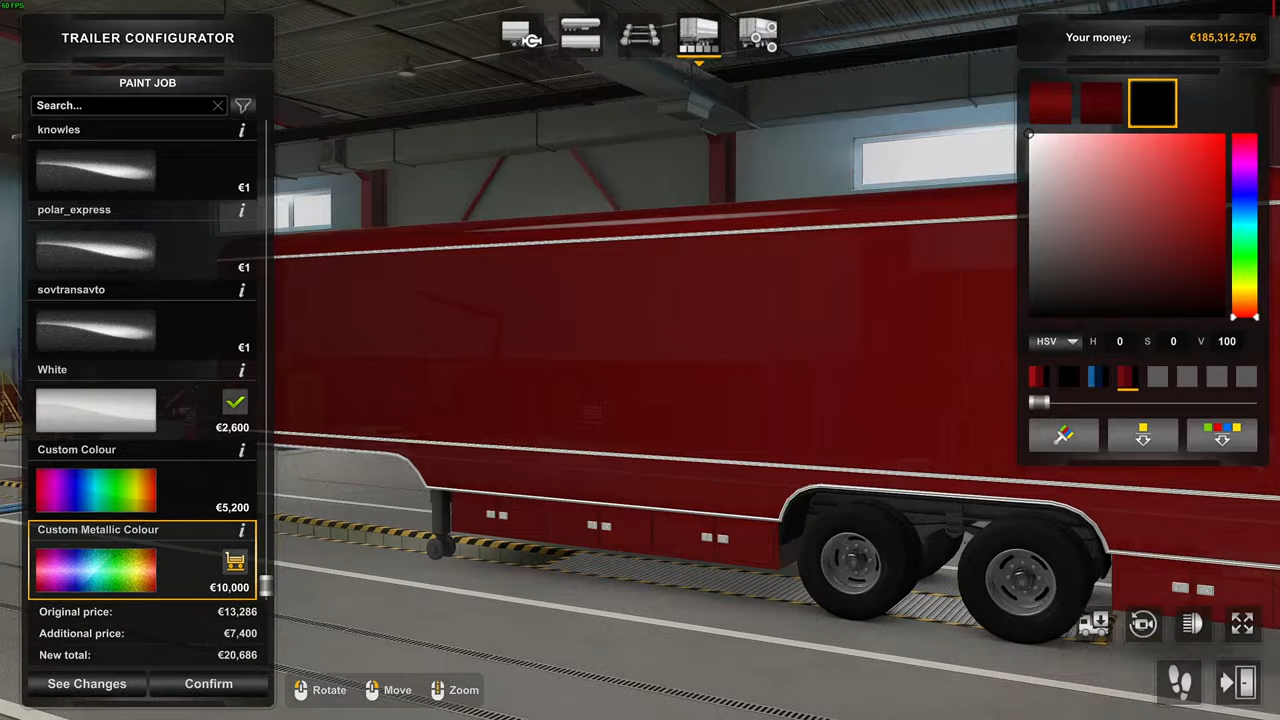 60 FPS
TRAILER CONFIGURATOR
PAINT JOB
Search...
knowles
€1
polar_express
€1
sovtransavto
€1
White
€2,600
Custom Colour
€5,200
Custom Metallic Colour
€10,000
Original price: €13,286
Additional price: €7,400
New total: €20,686
See Changes Confirm
Rotate Move Zoom
Your money: €185,312,576
HSV H 0 S 0 V 100